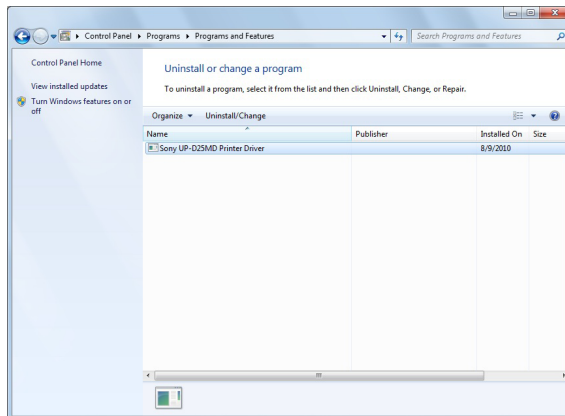 Control Panel ▸ Programs ▸ Programs and Features
Search Programs and Features
Control Panel Home
View installed updates
Turn Windows features on or
off
Uninstall or change a program
To uninstall a program, select it from the list and then click Uninstall, Change, or Repair.
Organize Uninstall/Change
Name Publisher Installed On Size
Sony UP-D25MD Printer Driver 8/9/2010